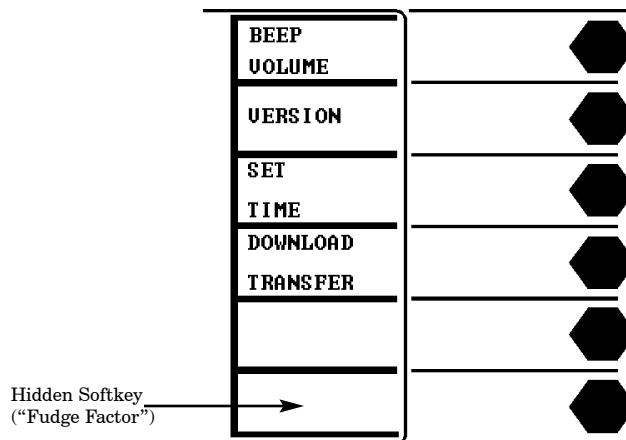 BEEP
VOLUME
VERSION
SET
TIME
DOWNLOAD
TRANSFER
Hidden Softkey
(“Fudge Factor”)